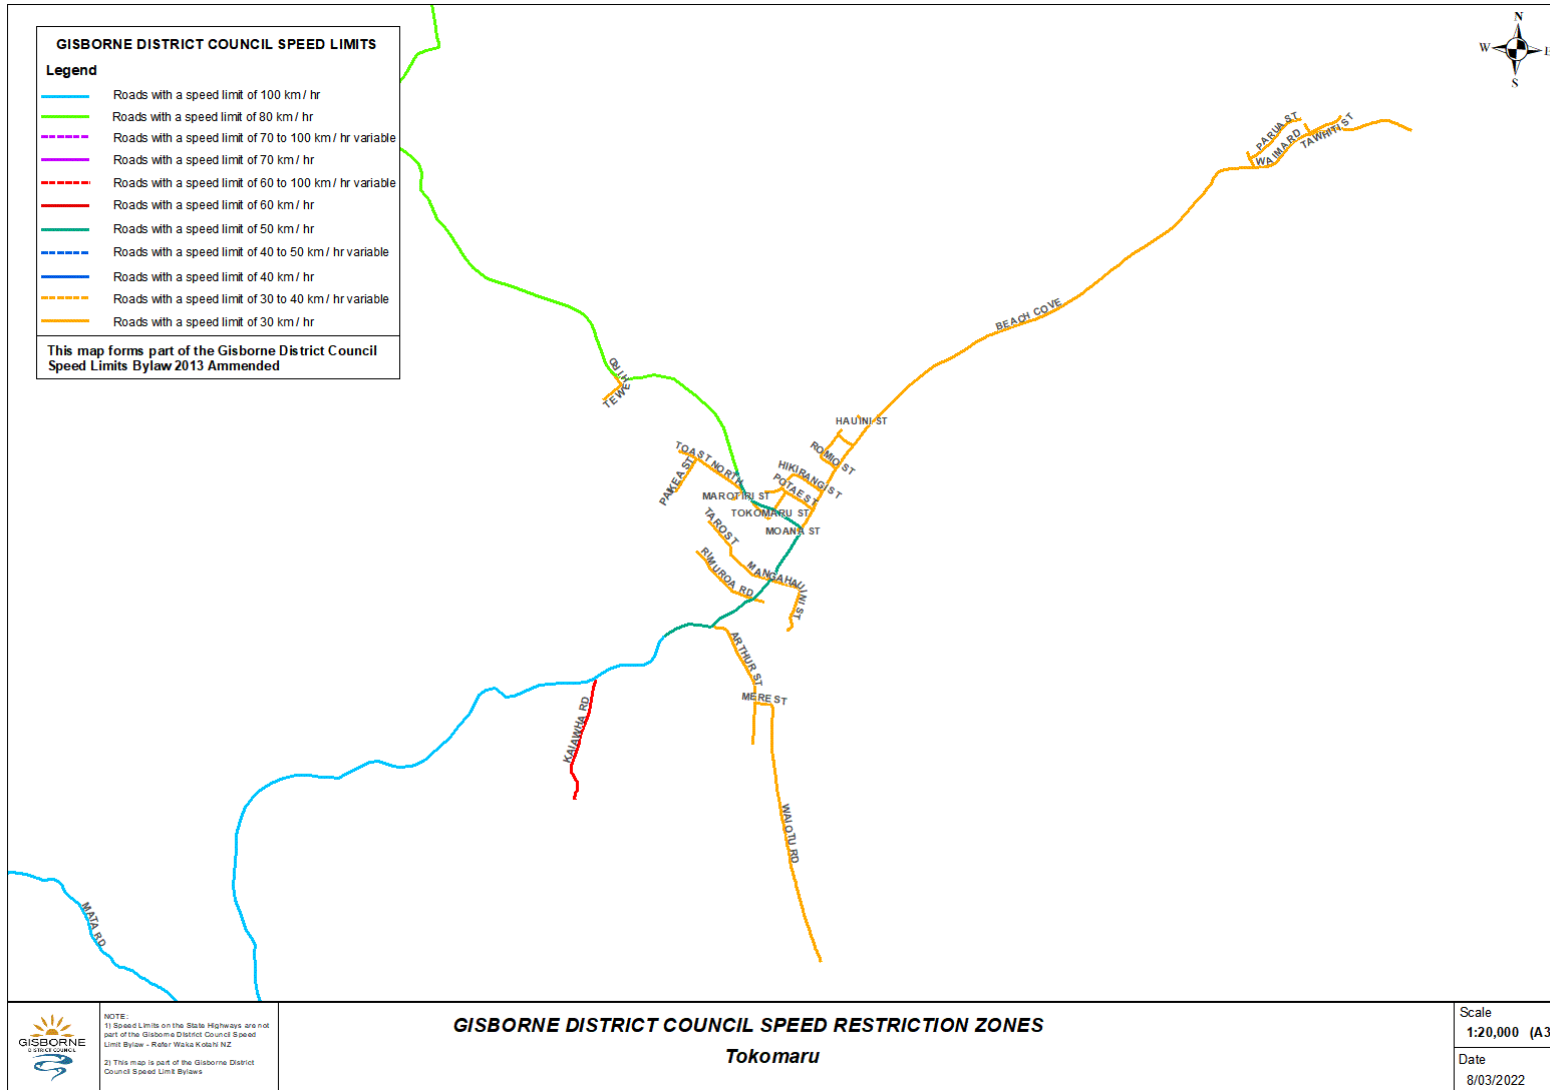 GISBORNE DISTRICT COUNCIL SPEED LIMITS
Legend
Roads with a speed limit of 100 km / hr
Roads with a speed limit of 80 km / hr
Roads with a speed limit of 70 to 100 km / hr variable
Roads with a speed limit of 70 km / hr
Roads with a speed limit of 60 to 100 km / hr variable
Roads with a speed limit of 60 km / hr
Roads with a speed limit of 50 km / hr
Roads with a speed limit of 40 to 50 km / hr variable
Roads with a speed limit of 40 km / hr
Roads with a speed limit of 30 to 40 km / hr variable
Roads with a speed limit of 30 km / hr
This map forms part of the Gisborne District Council
Speed Limits Bylaw 2013 Ammended
N
W
E
S
PARUA ST
WAIMA RD
TAWHITI ST
BEACH COVE
TEWEHIRO
HAUINI ST
ROMIO ST
HIKIRANGI ST
POTAE ST
TOAST NORTH
PAKEA ST
MAROTIRI ST
TOKOMARU ST
MOANA ST
TAROST
MANGAHAUINI ST
RIMUROA RD
ARTHUR ST
MERE ST
KAIAWHA RD
WAIOTU RD
MATA RD
GISBORNE
DISTRICT COUNCIL
NOTE:
1) Speed Limits on the State Highways are not
part of the Gisborne District Council Speed
Limit Bylaw - Refer Waka Kotahi NZ
2) This map is part of the Gisborne District
Council Speed Limit Bylaws
GISBORNE DISTRICT COUNCIL SPEED RESTRICTION ZONES
Tokomaru
Scale
1:20,000 (A3
Date
8/03/2022